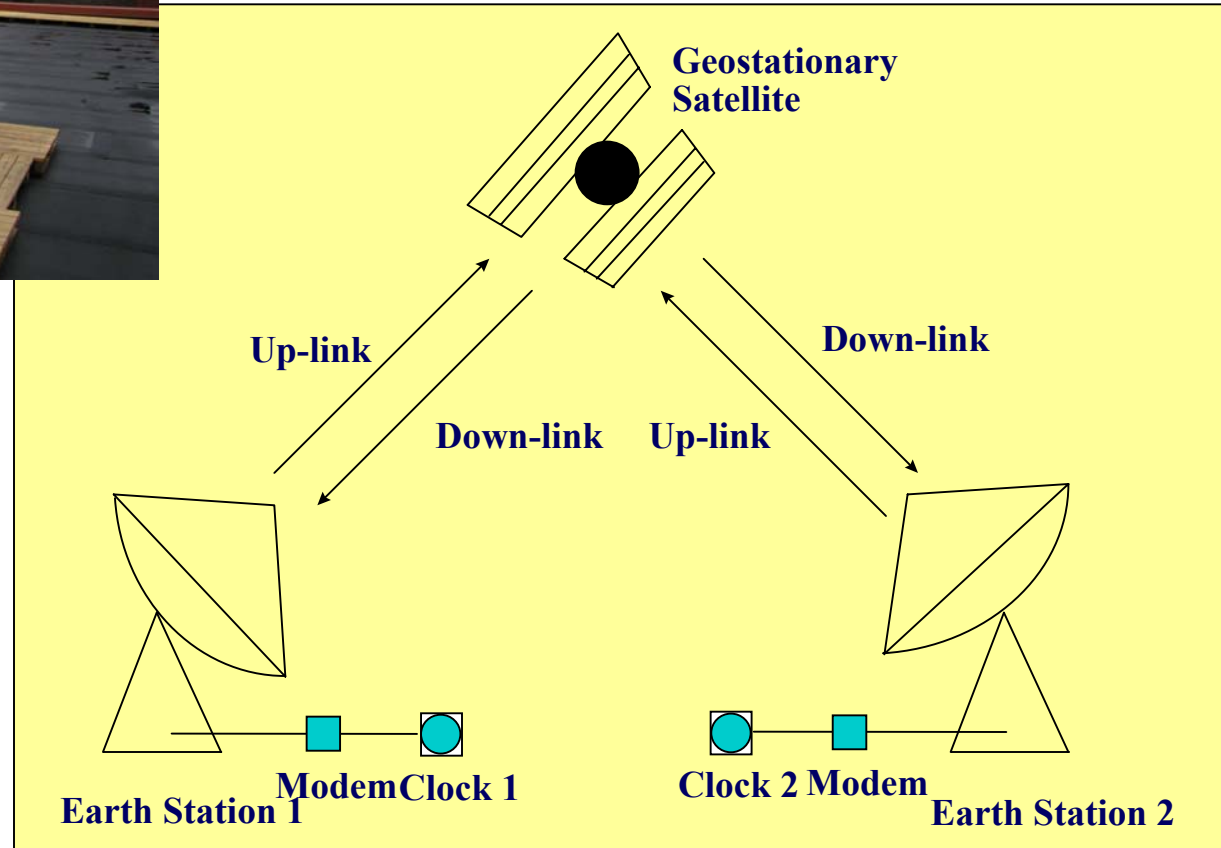 Geostationary
Satellite
Up-link
Down-link
Down-link
Up-link
Modem
Clock 1
Clock 2
Modem
Earth Station 1
Earth Station 2